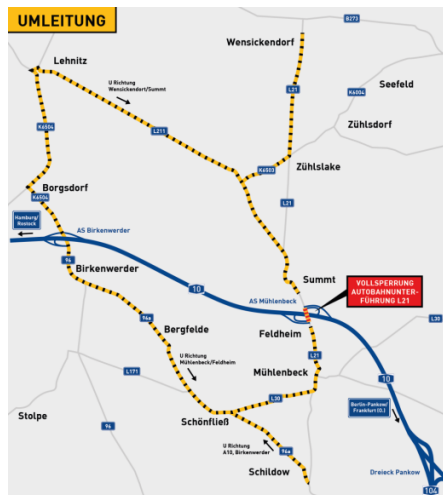 UMLEITUNG
B273
Wensickendorf
Lehnitz
U Richtung
Wensickendorf/Summt
L21
Seefeld
K6504
K6504
L211
Zühlsdorf
K6503
Zühlslake
Borgsdorf
K6504
L21
Hamburg/
Rostock
AS Birkenwerder
96
Birkenwerder
10
Summt
AS Mühlenbeck
VOLLSPERRUNG
AUTOBAHNUNTER-
FÜHRUNG L21
96a
Bergfelde
Feldheim
L30
U Richtung
Mühlenbeck/Feldheim
L21
L171
Mühlenbeck
10
L30
Berlin-Pankow/
Frankfurt (O.)
Stolpe
96
Schönfließ
U Richtung
A10, Birkenwerder
96a
Schildow
Dreieck Pankow
104